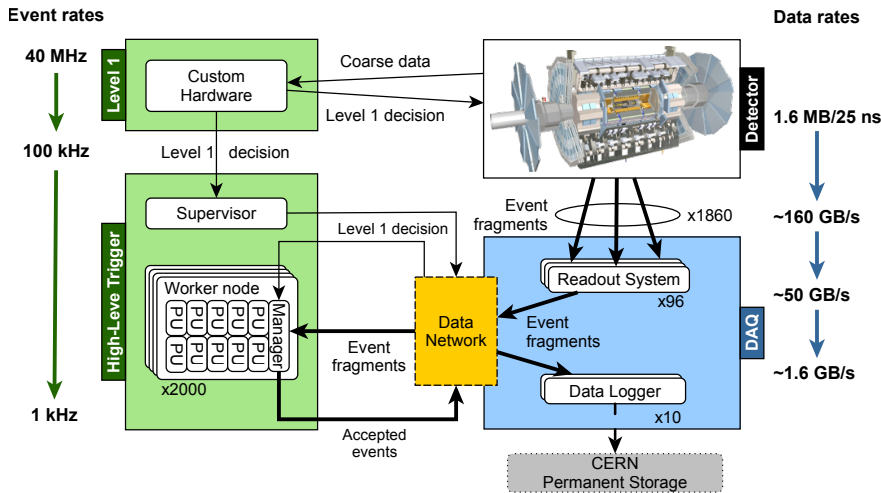 Event rates
Data rates
40 MHz
Level 1
Custom
Hardware
Coarse data
Level 1 decision
Detector
1.6 MB/25 ns
100 kHz
Level 1 decision
Event
fragments
x1860
~160 GB/s
High-Leve Trigger
Supervisor
Level 1 decision
Worker node
PU PU PU PU PU PU
PU PU PU PU PU PU
Manager
x2000
Event
fragments
Data
Network
Readout System
x96
Event
fragments
DAQ
~50 GB/s
Data Logger
x10
~1.6 GB/s
1 kHz
Accepted
events
CERN
Permanent Storage